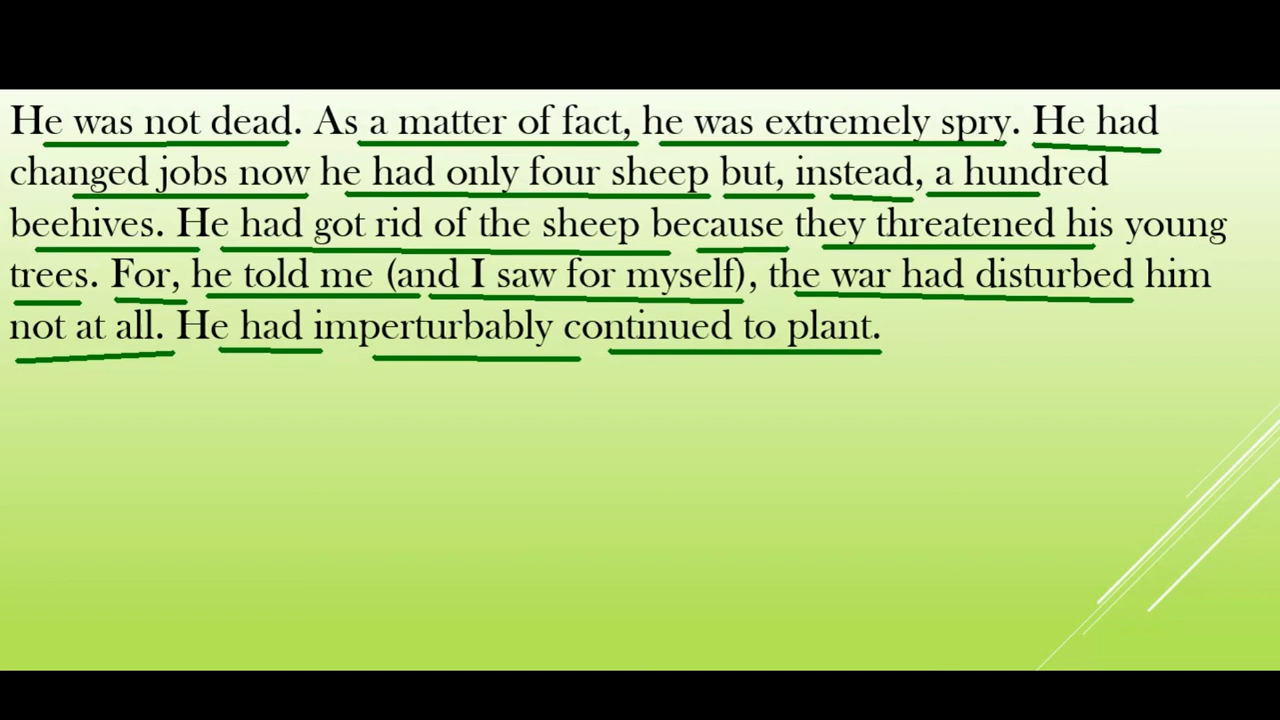 He was not dead. As a matter of fact, he was extremely spry. He had
changed jobs now he had only four sheep but, instead, a hundred
beehives. He had got rid of the sheep because they threatened his young
trees. For, he told me (and I saw for myself), the war had disturbed him
not at all. He had imperturbably continued to plant.